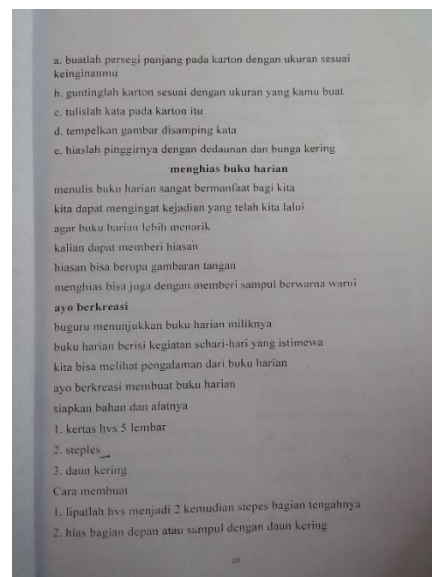 a. buatlah persegi panjang pada karton dengan ukuran sesuai
keinginanmu
b. guntinglah karton sesuai dengan ukuran yang kamu buat
c. tulislah kata pada karton itu
d. tempelkan gambar disamping kata
e. hiaslah pinggirnya dengan dedaunan dan bunga kering
menghias buku harian
menulis buku harian sangat bermanfaat bagi kita
kita dapat mengingat kejadian yang telah kita lalui
agar buku harian lebih menarik
kalian dapat memberi hiasan
hiasan bisa berupa gambaran tangan
menghias bisa juga dengan memberi sampul berwarna warni
ayo berkreasi
buguru menunjukkan buku harian miliknya
buku harian berisi kegiatan sehari-hari yang istimewa
kita bisa melihat pengalaman dari buku harian
ayo berkreasi membuat buku harian
siapkan bahan dan alatnya
1. kertas hvs 5 lembar
2. steples
3. daun kering
Cara membuat
1. lipatlah hvs menjadi 2 kemudian stepes bagian tengahnya
2. hias bagian depan atau sampul dengan daun kering
10